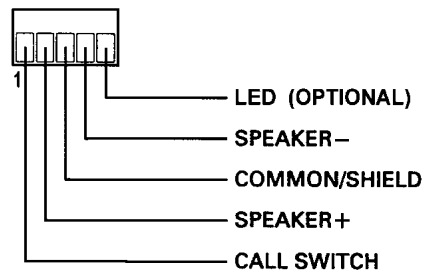 1
LED (OPTIONAL)
SPEAKER−
COMMON/SHIELD
SPEAKER+
CALL SWITCH